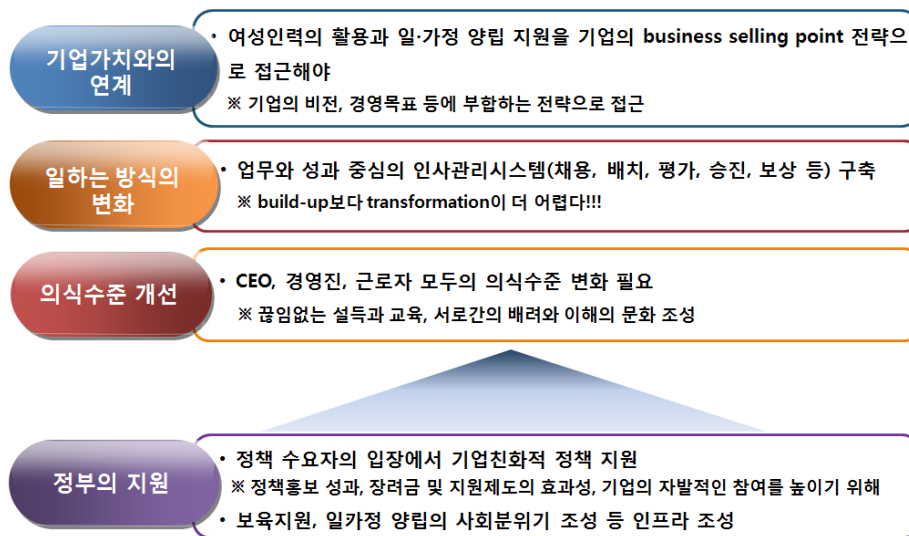 기업가치와의
연계
• 여성인력의 활용과 일·가정 양립 지원을 기업의 business selling point 전략으
로 접근해야
※ 기업의 비전, 경영목표 등에 부합하는 전략으로 접근
일하는 방식의
변화
• 업무와 성과 중심의 인사관리시스템(채용, 배치, 평가, 승진, 보상 등) 구축
※ build-up보다 transformation이 더 어렵다!!!
의식수준 개선
• CEO, 경영진, 근로자 모두의 의식수준 변화 필요
※ 끊임없는 설득과 교육, 서로간의 배려와 이해의 문화 조성
정부의 지원
• 정책 수요자의 입장에서 기업친화적 정책 지원
※ 정책홍보 성과, 장려금 및 지원제도의 효과성, 기업의 자발적인 참여를 높이기 위해
• 보육지원, 일카정 양립의 사회분위기 조성 등 인프라 조성